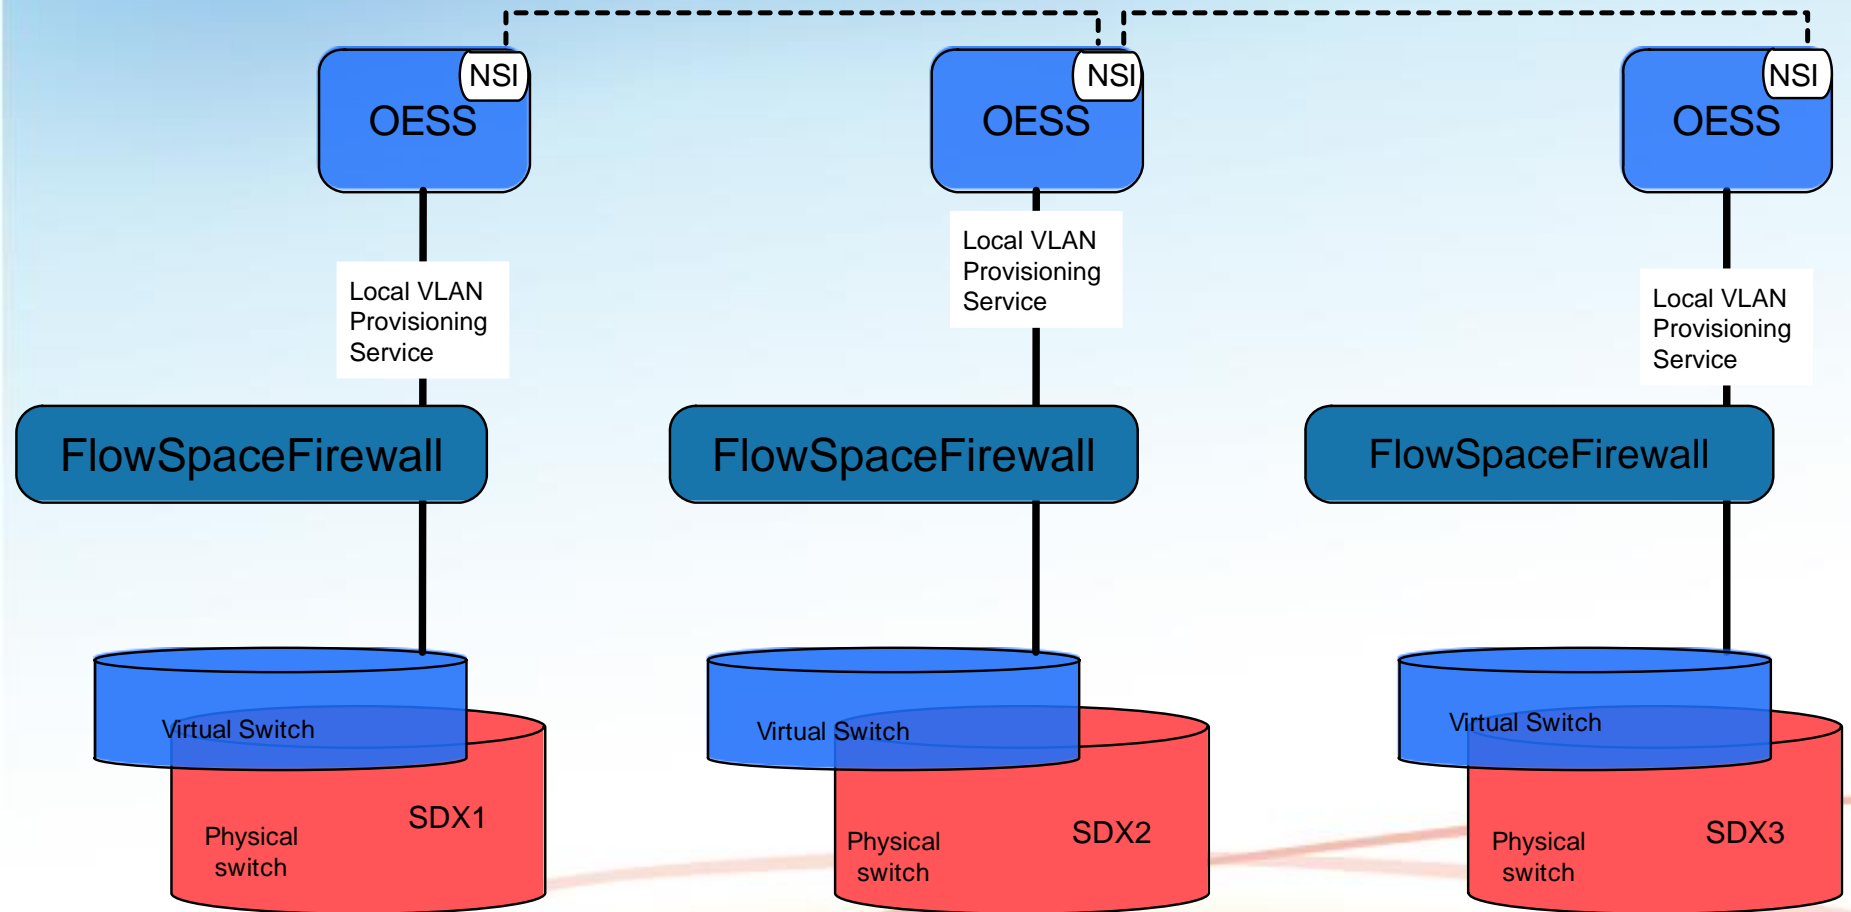 NSI
OESS
NSI
OESS
NSI
OESS
Local VLAN
Provisioning
Service
Local VLAN
Provisioning
Service
Local VLAN
Provisioning
Service
FlowSpaceFirewall
FlowSpaceFirewall
FlowSpaceFirewall
Virtual Switch
Virtual Switch
Virtual Switch
SDX1
Physical
switch
SDX2
Physical
switch
SDX3
Physical
switch